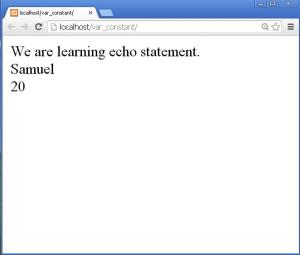 localhost/var_constant/
localhost/var_constant/
We are learning echo statement.
Samuel
20